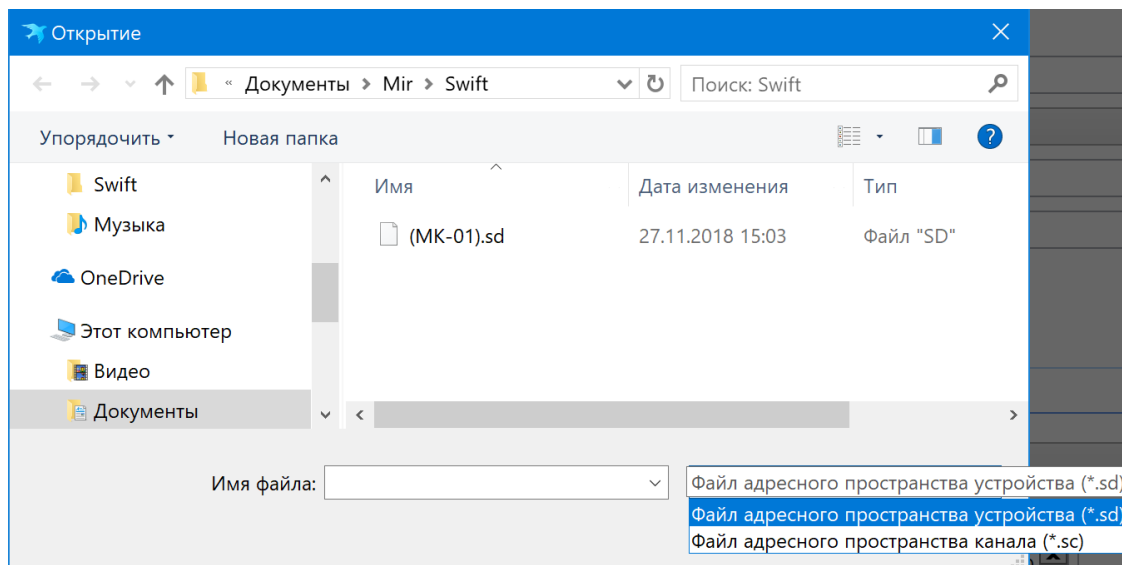 Открытие
« Документы > Mir > Swift
Поиск: Swift
Упорядочить
Новая папка
?
Swift
Музыка
OneDrive
Этот компьютер
Видео
Документы
Имя
Дата изменения
Тип
(МК-01).sd
27.11.2018 15:03
Файл "SD"
Имя файла:
Файл адресного пространства устройства (*.sd)
Файл адресного пространства устройства (*.sd)
Файл адресного пространства канала (*.sc)